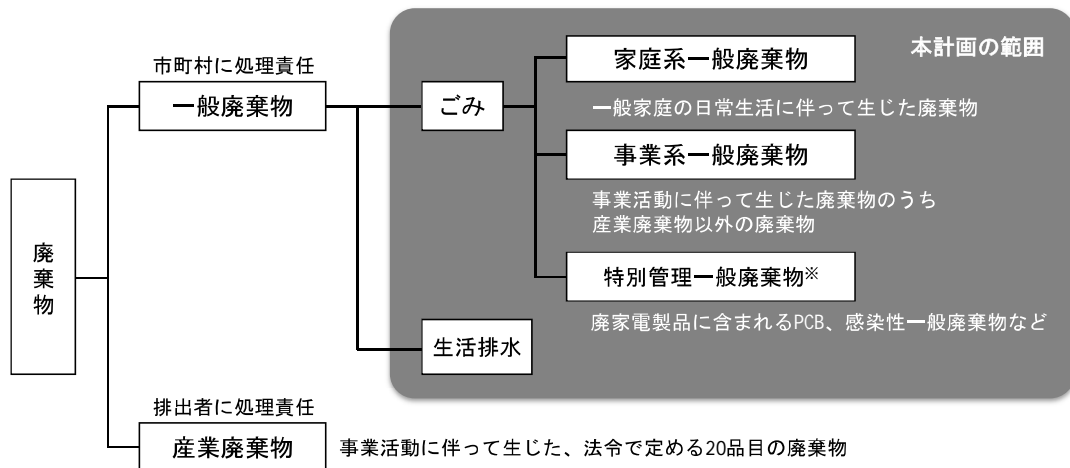 本計画の範囲
市町村に処理責任
一般廃棄物
ごみ
家庭系一般廃棄物
一般家庭の日常生活に伴って生じた廃棄物
事業系一般廃棄物
事業活動に伴って生じた廃棄物のうち
産業廃棄物以外の廃棄物
廃棄物
特別管理一般廃棄物※
廃家電製品に含まれるPCB、感染性一般廃棄物など
生活排水
排出者に処理責任
産業廃棄物
事業活動に伴って生じた、法令で定める20品目の廃棄物